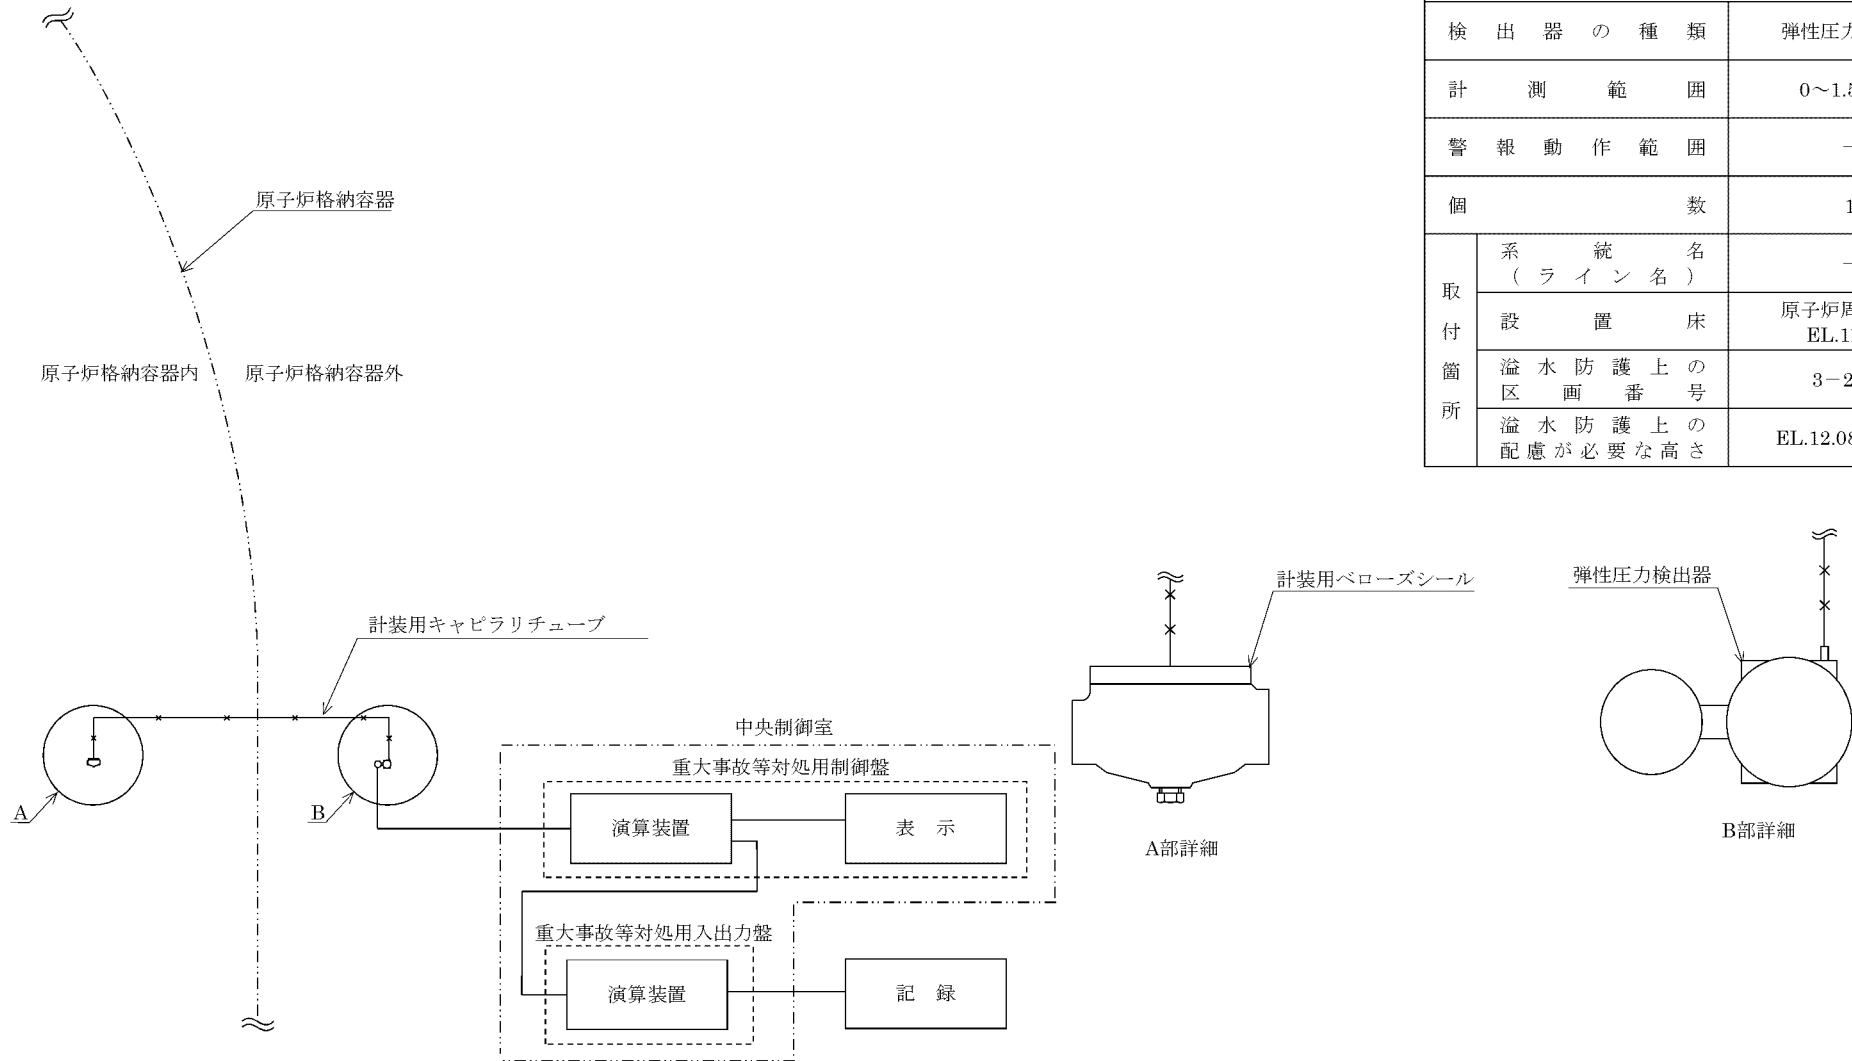 検出器の種類 弾性圧力
計測範囲 0～1.5
警報動作範囲 －
個数 1
取付箇所
系統名
(ライン名) －
設置床 原子炉周
EL.1
溢水防護上の
区画番号 3－2
溢水防護上の
配慮が必要な高さ EL.12.08
原子炉格納容器
原子炉格納容器内 原子炉格納容器外
計装用キャピラリチューブ
A
B
中央制御室
重大事故等対処用制御盤
演算装置
表 示
重大事故等対処用入出力盤
演算装置
記 録
計装用ベローズシール
A部詳細
弾性圧力検出器
B部詳細